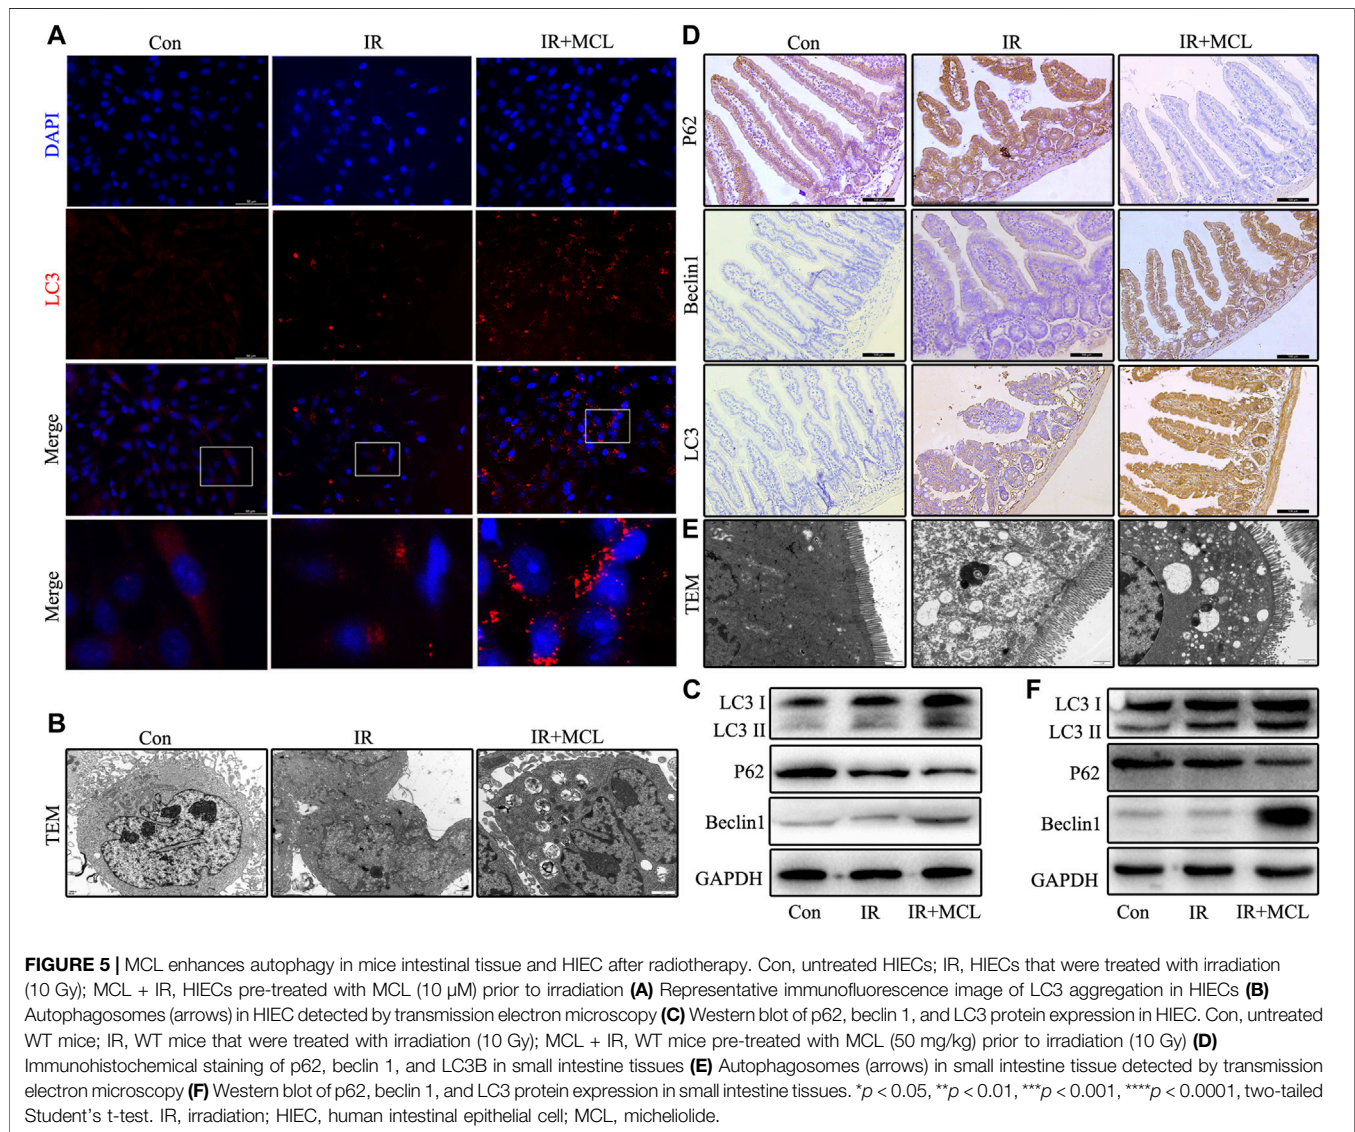 A
Con
IR
IR+MCL
DAPI
LC3
Merge
Merge
B
Con
IR
IR+MCL
TEM
D
Con
IR
IR+MCL
P62
Beclin1
LC3
E
TEM
C
LC3 I
LC3 II
P62
Beclin1
GAPDH
Con IR IR+MCL
F
LC3 I
LC3 II
P62
Beclin1
GAPDH
Con IR IR+MCL
FIGURE 5 | MCL enhances autophagy in mice intestinal tissue and HIEC after radiotherapy. Con, untreated HIECs; IR, HIECs that were treated with irradiation
(10 Gy); MCL + IR, HIECs pre-treated with MCL (10 μM) prior to irradiation (A) Representative immunofluorescence image of LC3 aggregation in HIECs (B)
Autophagosomes (arrows) in HIEC detected by transmission electron microscopy (C) Western blot of p62, beclin 1, and LC3 protein expression in HIEC. Con, untreated
WT mice; IR, WT mice that were treated with irradiation (10 Gy); MCL + IR, WT mice pre-treated with MCL (50 mg/kg) prior to irradiation (10 Gy) (D)
Immunohistochemical staining of p62, beclin 1, and LC3B in small intestine tissues (E) Autophagosomes (arrows) in small intestine tissue detected by transmission
electron microscopy (F) Western blot of p62, beclin 1, and LC3 protein expression in small intestine tissues. *p < 0.05, **p < 0.01, ***p < 0.001, ****p < 0.0001, two-tailed
Student's t-test. IR, irradiation; HIEC, human intestinal epithelial cell; MCL, micheliolide.